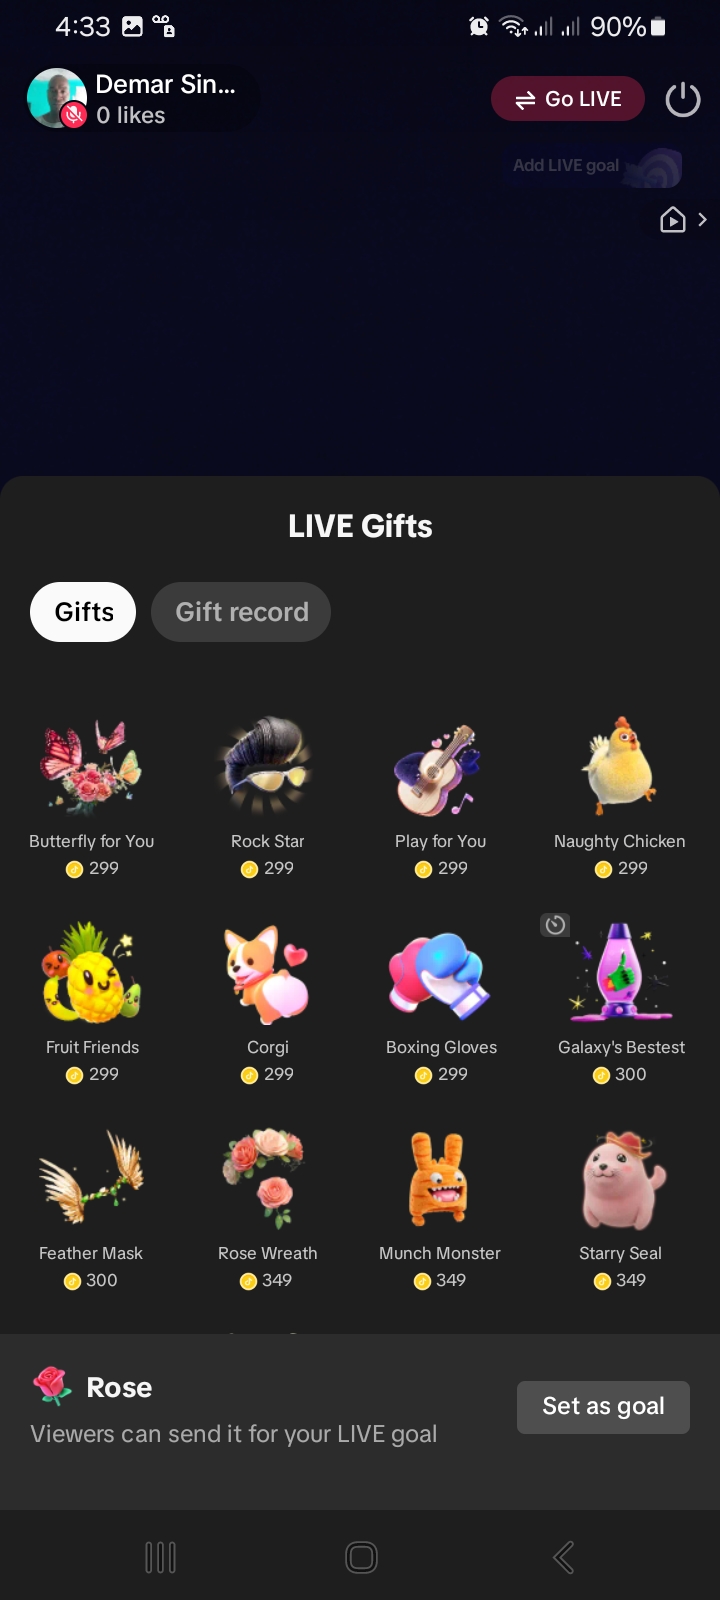 4:33
90%
Demar Sin...
0 likes
Go LIVE
Add LIVE goal
LIVE Gifts
Gifts
Gift record
Butterfly for You
Rock Star
Play for You
Naughty Chicken
299
299
299
299
Fruit Friends
Corgi
Boxing Gloves
Galaxy's Bestest
299
299
299
300
Feather Mask
Rose Wreath
Munch Monster
Starry Seal
300
349
349
349
Rose
Set as goal
Viewers can send it for your LIVE goal